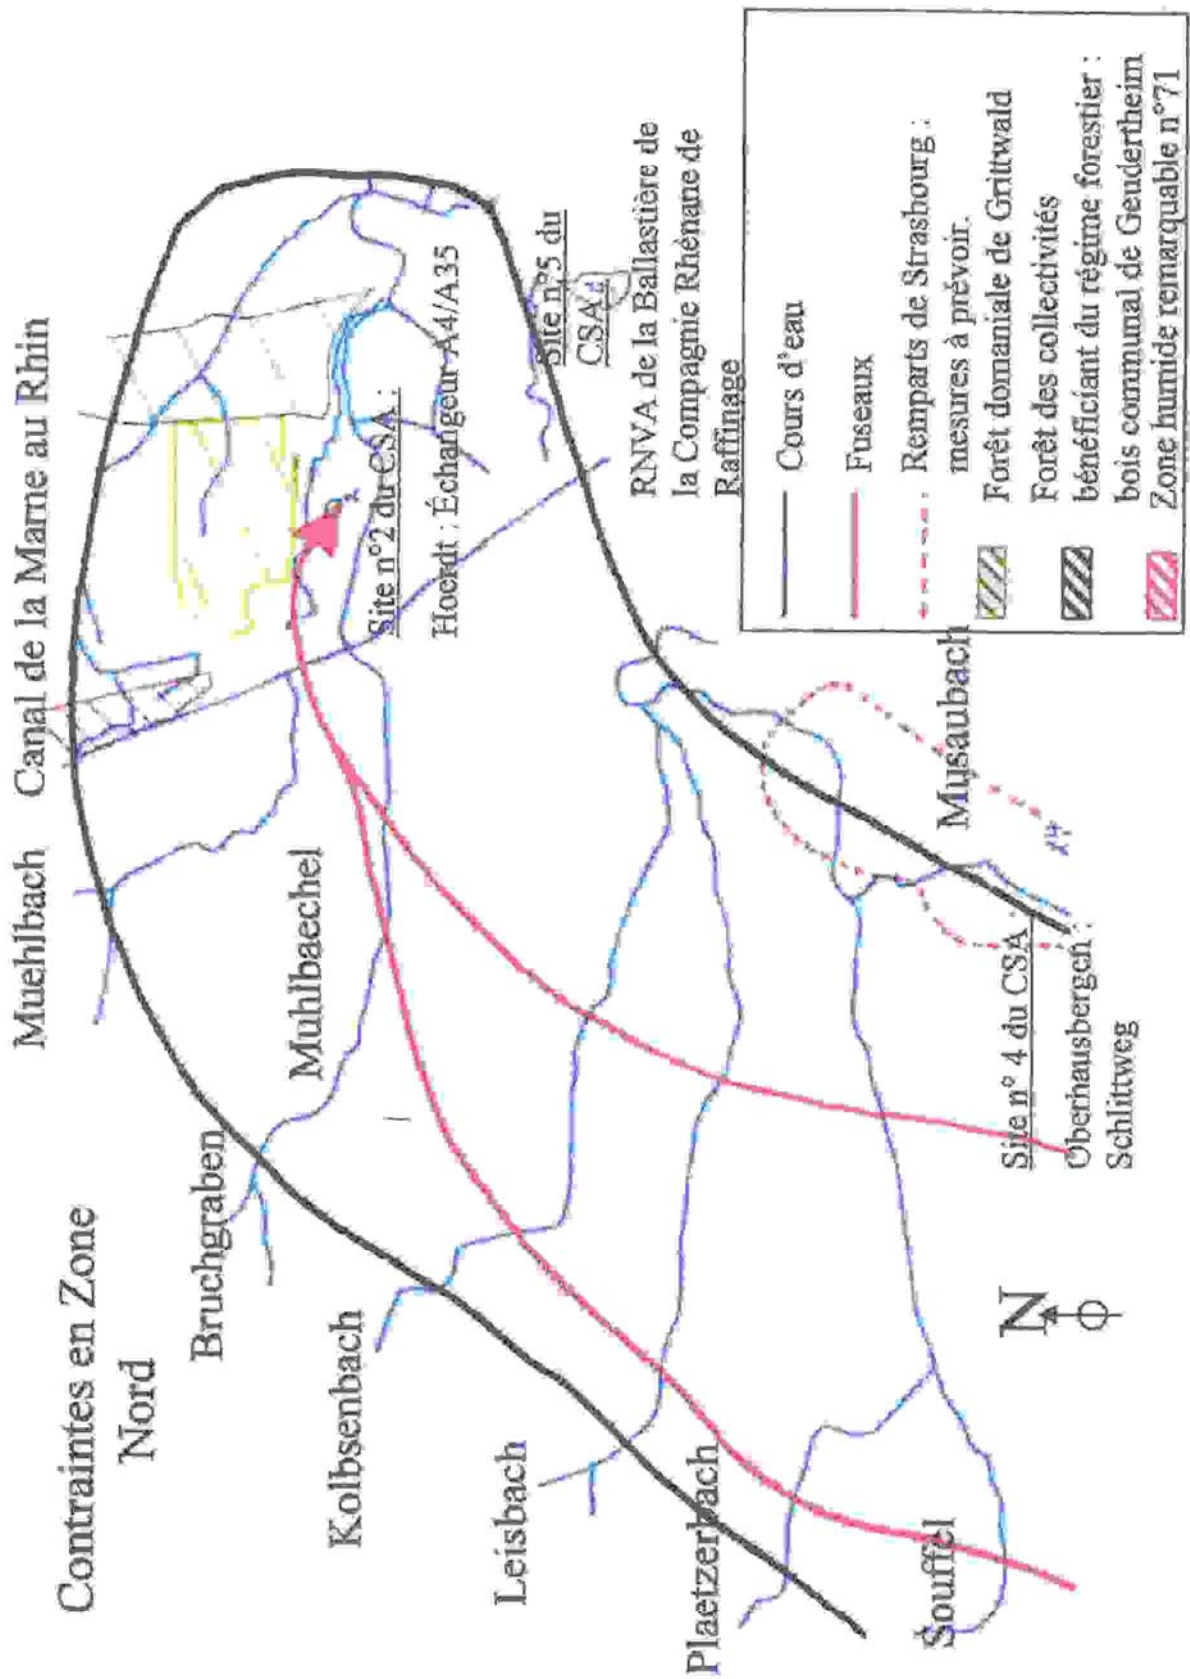 Contraintes en Zone
Nord
Muehlbach
Canal de la Marne au Rhin
Bruchgraben
Muhlbaechel
Kolbsenbach
Leisbach
Plaetzerbach
Souffel
Musaubach
Site n°2 du CSA :
Hoerdt : Échangeur A4/A35
Site n°5 du
CSA :
RNVA de la Ballastière de
la Compagnie Rhénane de
Raffinage
Site n° 4 du CSA :
Oberhausbergen :
Schlittweg
N
Cours d'eau
Fuseaux
Remparts de Strasbourg :
mesures à prévoir.
Forêt domaniale de Grittwald
Forêt des collectivités
bénéficiant du régime forestier :
bois communal de Geudertheim
Zone humide remarquable n°71